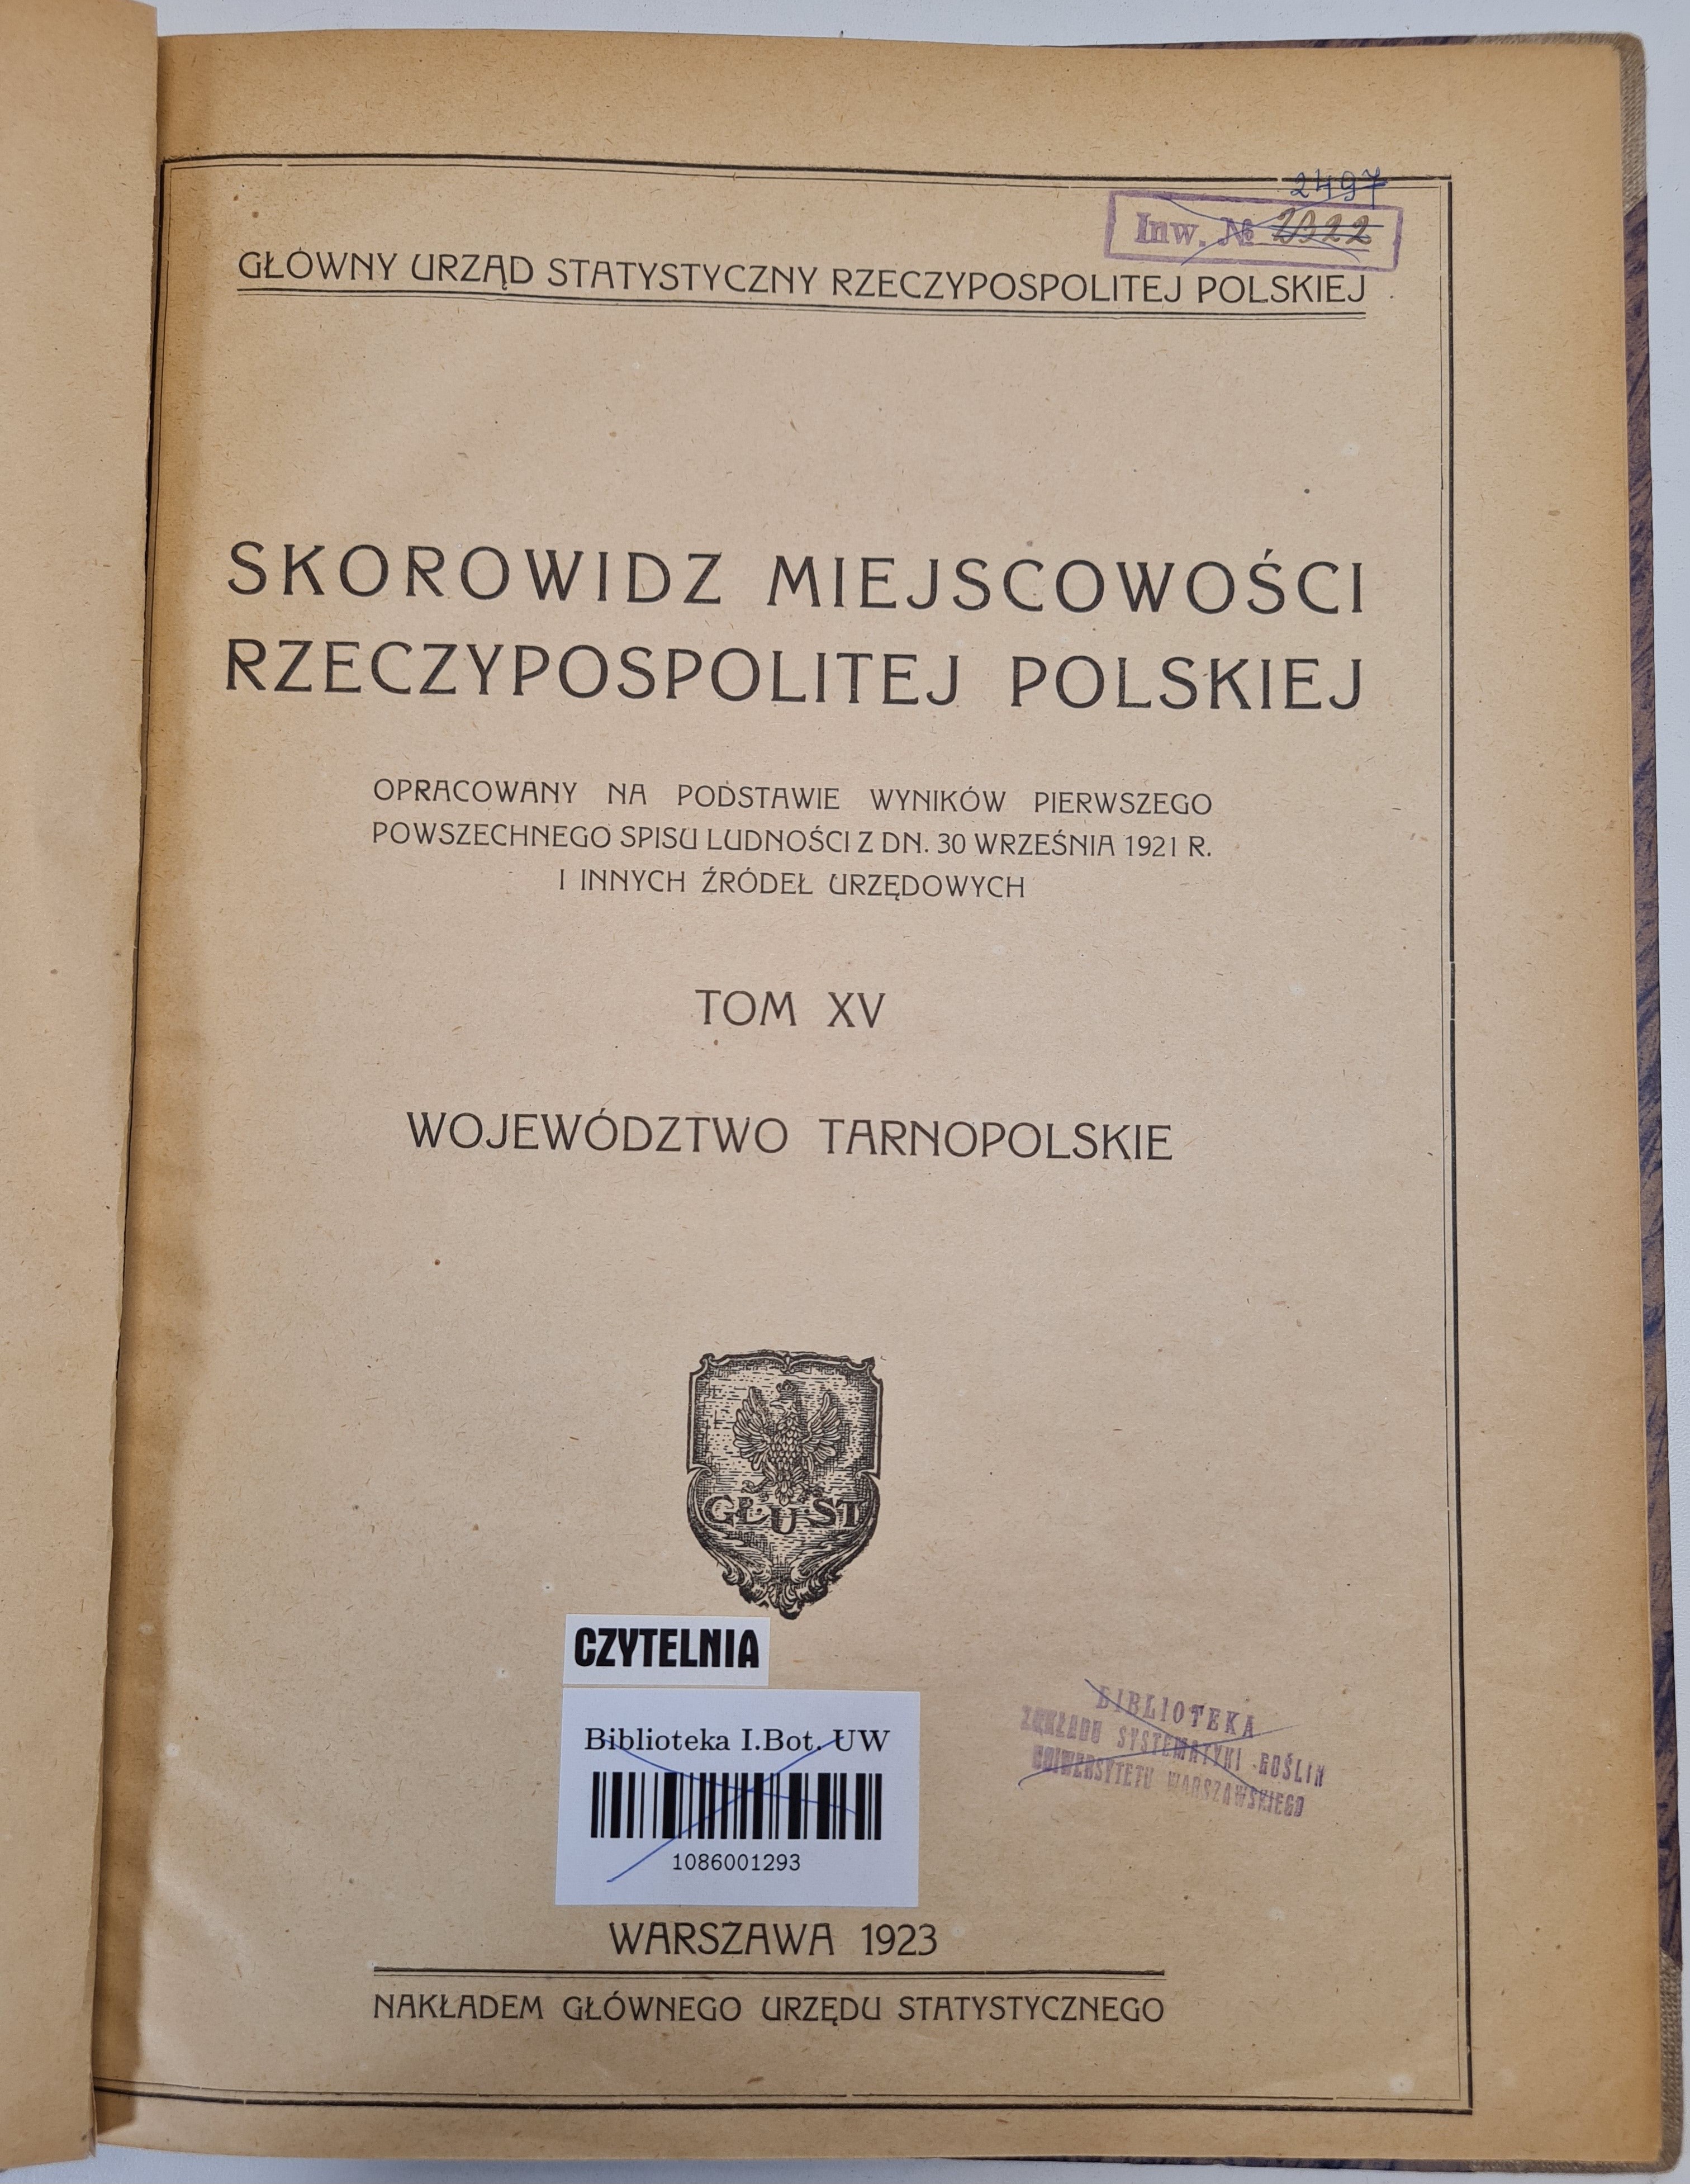 2497
Inw. № 2922
GŁÓWNY URZĄD STATYSTYCZNY RZECZYPOSPOLITEJ POLSKIEJ
SKOROWIDZ MIEJSCOWOŚCI
RZECZYPOSPOLITEJ POLSKIEJ
OPRACOWANY NA PODSTAWIE WYNIKÓW PIERWSZEGO
POWSZECHNEGO SPISU LUDNOŚCI Z DN. 30 WRZEŚNIA 1921 R.
I INNYCH ŹRÓDEŁ URZĘDOWYCH
TOM XV
WOJEWÓDZTWO TARNOPOLSKIE
GŁUST
CZYTELNIA
Biblioteka I.Bot. UW
1086001293
BIBLIOTEKA
ZAKŁADU SYSTEMATYKI ROŚLIN
UNIWERSYTETU WARSZAWSKIEGO
WARSZAWA 1923
NAKŁADEM GŁÓWNEGO URZĘDU STATYSTYCZNEGO